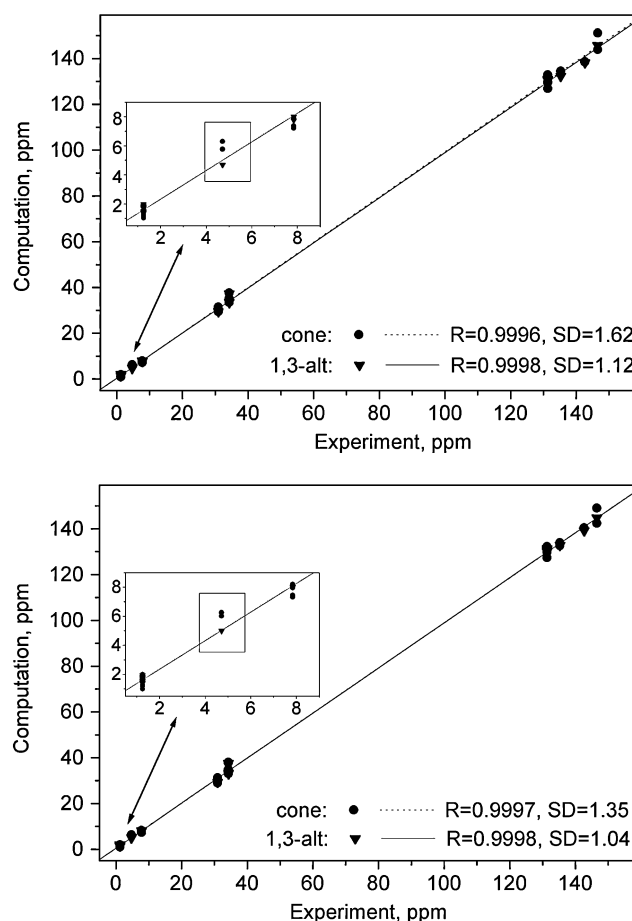 140
120
100
80
60
40
20
0
Computation, ppm
8
6
4
2
2 4 6 8
cone: R=0.9996, SD=1.62
1,3-alt: R=0.9998, SD=1.12
0 20 40 60 80 100 120 140
Experiment, ppm
140
120
100
80
60
40
20
0
Computation, ppm
8
6
4
2
2 4 6 8
cone: R=0.9997, SD=1.35
1,3-alt: R=0.9998, SD=1.04
0 20 40 60 80 100 120 140
Experiment, ppm